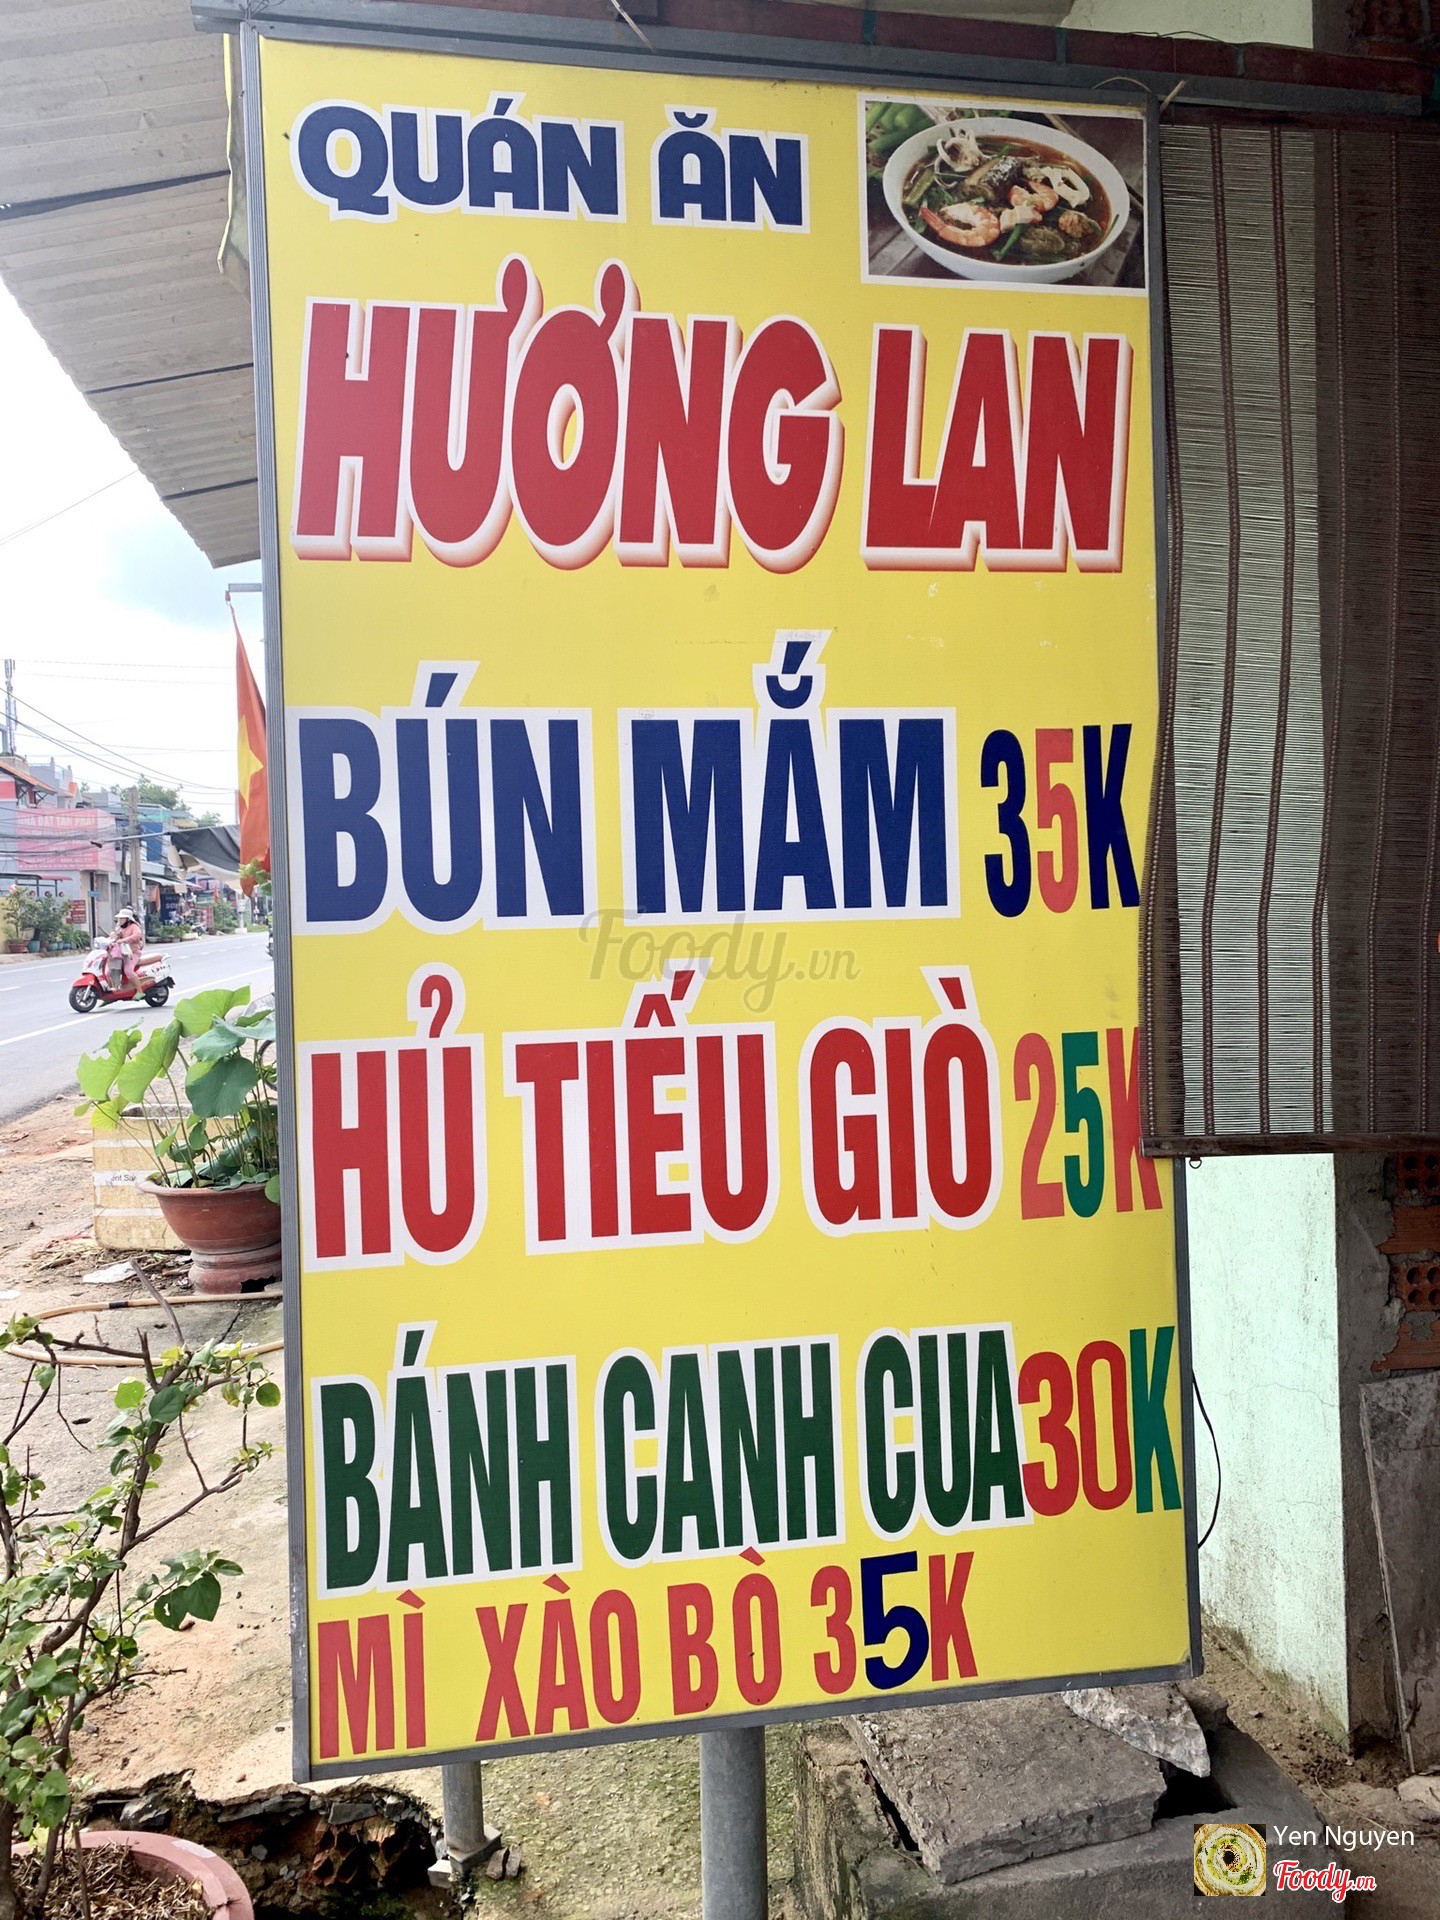 QUÁN ĂN
HƯƠNG LAN
BÚN MẮM 35K
Foody.vn
HỦ TIẾU GIÒ 25K
BÁNH CANH CUA 30K
MÌ XÀO BÒ 35K
Yen Nguyen
Foody.vn